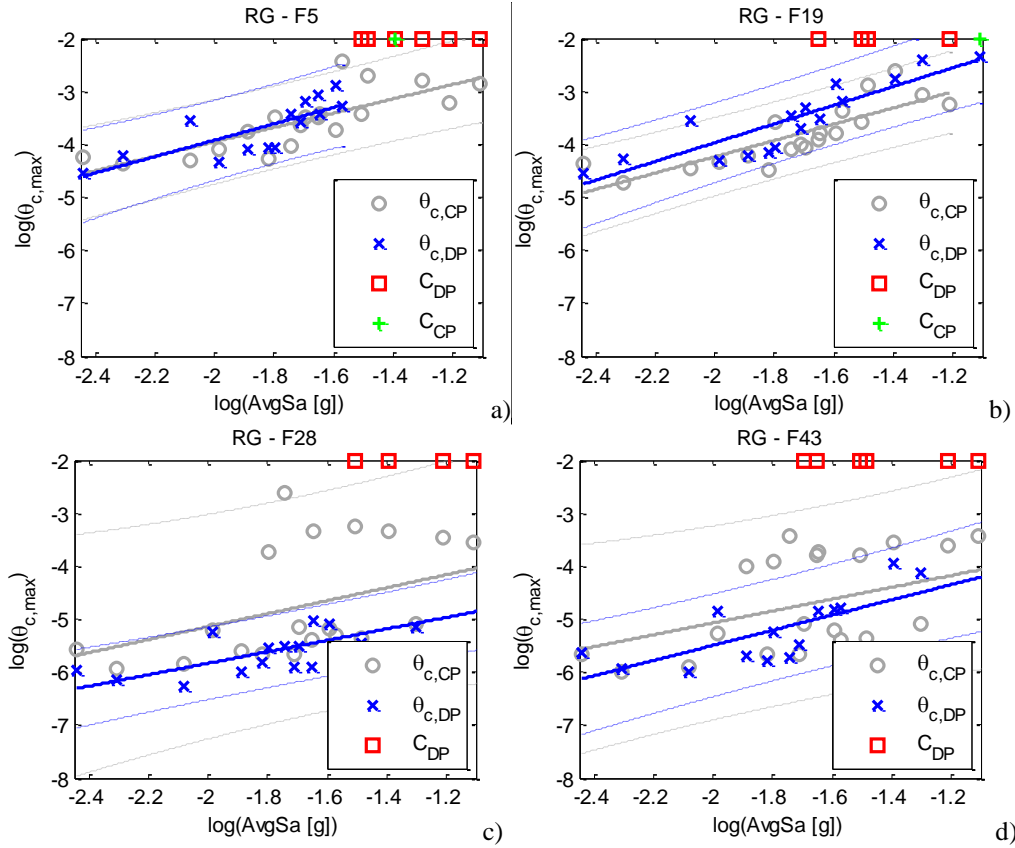 RG - F5
-2
-3
-4
-5
-6
-7
-8
log(θc,max)
θc,CP
θc,DP
CDP
CCP
-2.4 -2.2 -2 -1.8 -1.6 -1.4 -1.2
log(AvgSa [g])
a)
RG - F19
-2
-3
-4
-5
-6
-7
-8
log(θc,max)
θc,CP
θc,DP
CDP
CCP
-2.4 -2.2 -2 -1.8 -1.6 -1.4 -1.2
log(AvgSa [g])
b)
RG - F28
-2
-3
-4
-5
-6
-7
-8
log(θc,max)
θc,CP
θc,DP
CDP
-2.4 -2.2 -2 -1.8 -1.6 -1.4 -1.2
log(AvgSa [g])
c)
RG - F43
-2
-3
-4
-5
-6
-7
-8
log(θc,max)
θc,CP
θc,DP
CDP
-2.4 -2.2 -2 -1.8 -1.6 -1.4 -1.2
log(AvgSa [g])
d)